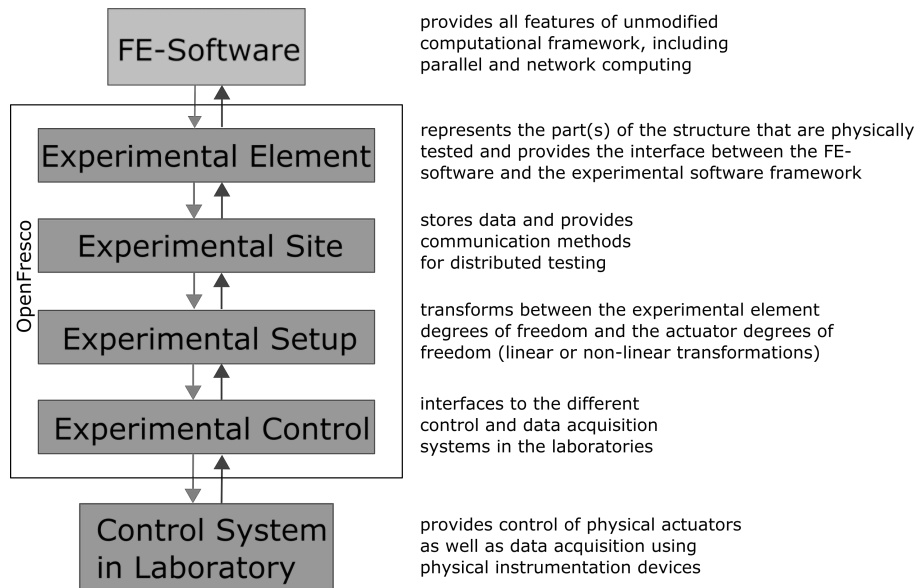 FE-Software
provides all features of unmodified
computational framework, including
parallel and network computing
OpenFresco
Experimental Element
represents the part(s) of the structure that are physically
tested and provides the interface between the FE-
software and the experimental software framework
Experimental Site
stores data and provides
communication methods
for distributed testing
Experimental Setup
transforms between the experimental element
degrees of freedom and the actuator degrees of
freedom (linear or non-linear transformations)
Experimental Control
interfaces to the different
control and data acquisition
systems in the laboratories
Control System
in Laboratory
provides control of physical actuators
as well as data acquisition using
physical instrumentation devices